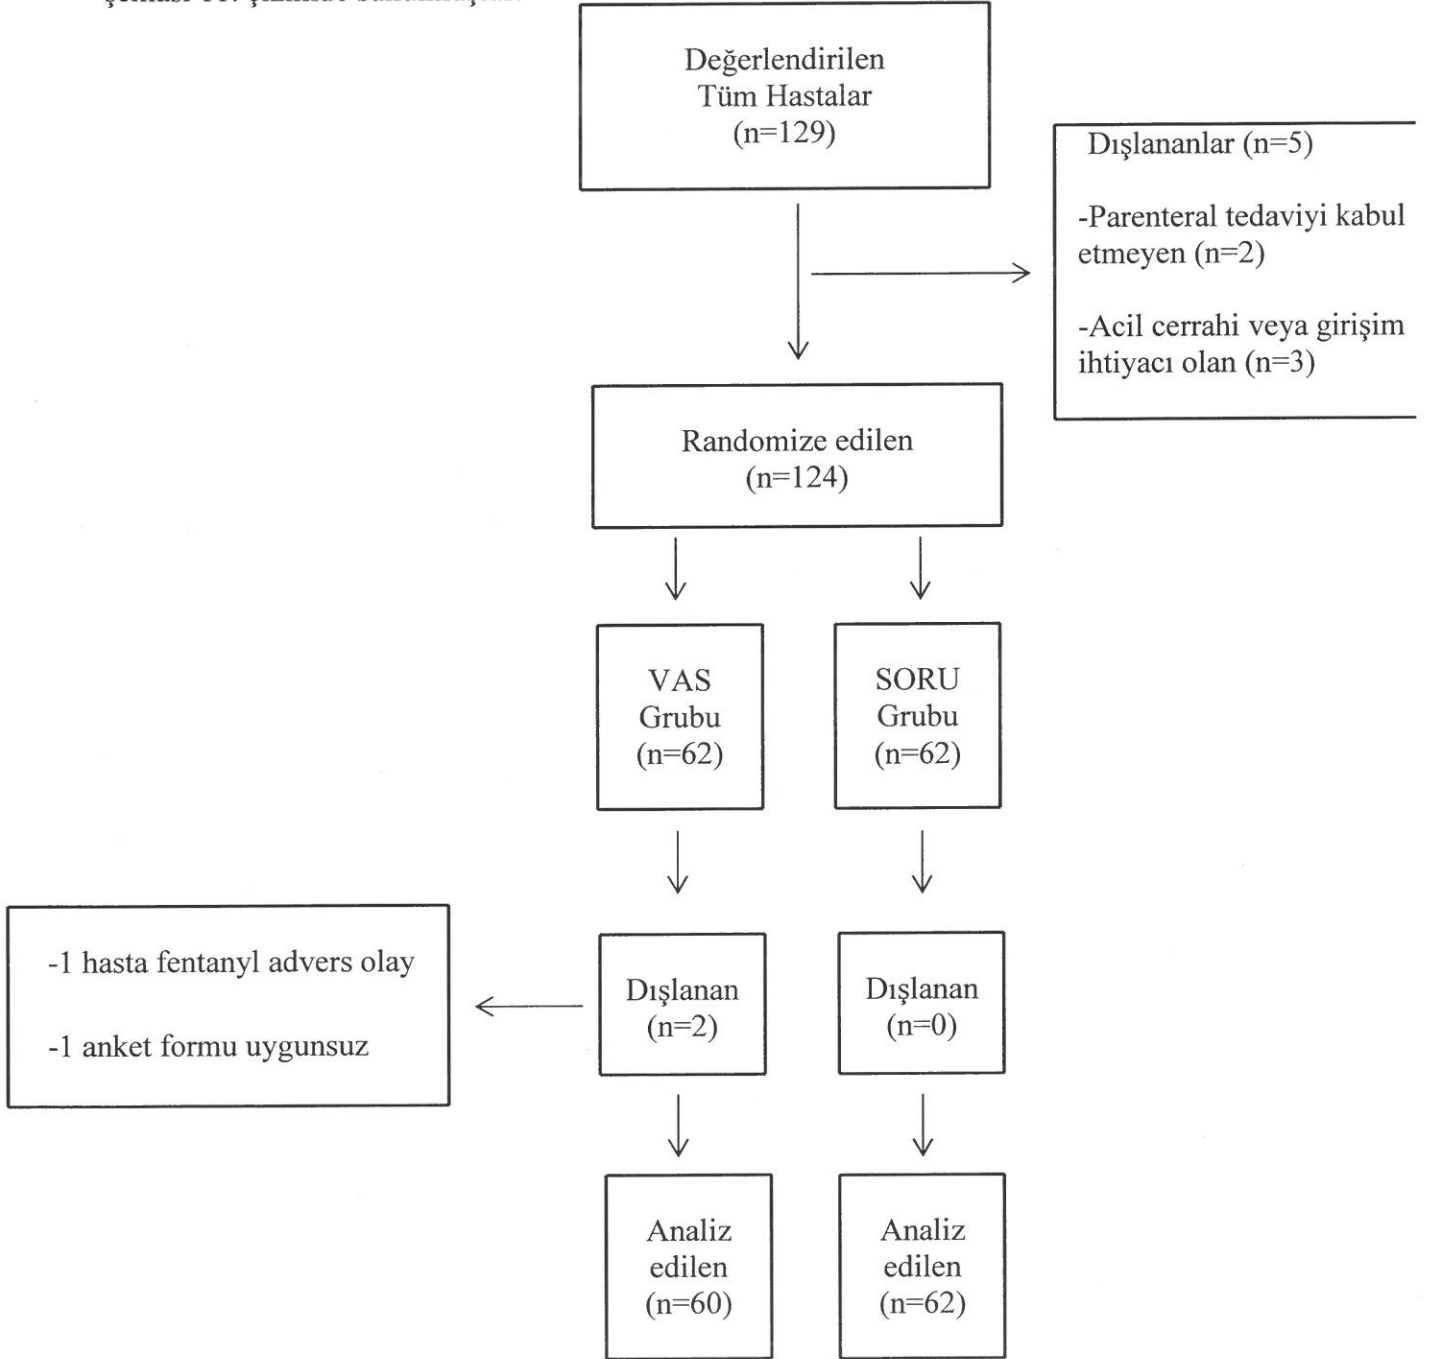 Değerlendirilen
Tüm Hastalar
(n=129)
Dışlananlar (n=5)
-Parenteral tedaviyi kabul
etmeyen (n=2)
-Acil cerrahi veya girişim
ihtiyacı olan (n=3)
Randomize edilen
(n=124)
VAS
Grubu
(n=62)
SORU
Grubu
(n=62)
-1 hasta fentanyl advers olay
-1 anket formu uygunsuz
Dışlanan
(n=2)
Dışlanan
(n=0)
Analiz
edilen
(n=60)
Analiz
edilen
(n=62)